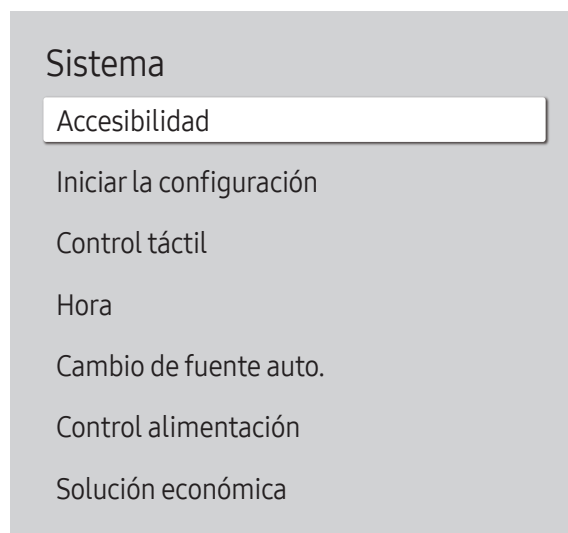 Sistema
Accesibilidad
Iniciar la configuración
Control táctil
Hora
Cambio de fuente auto.
Control alimentación
Solución económica